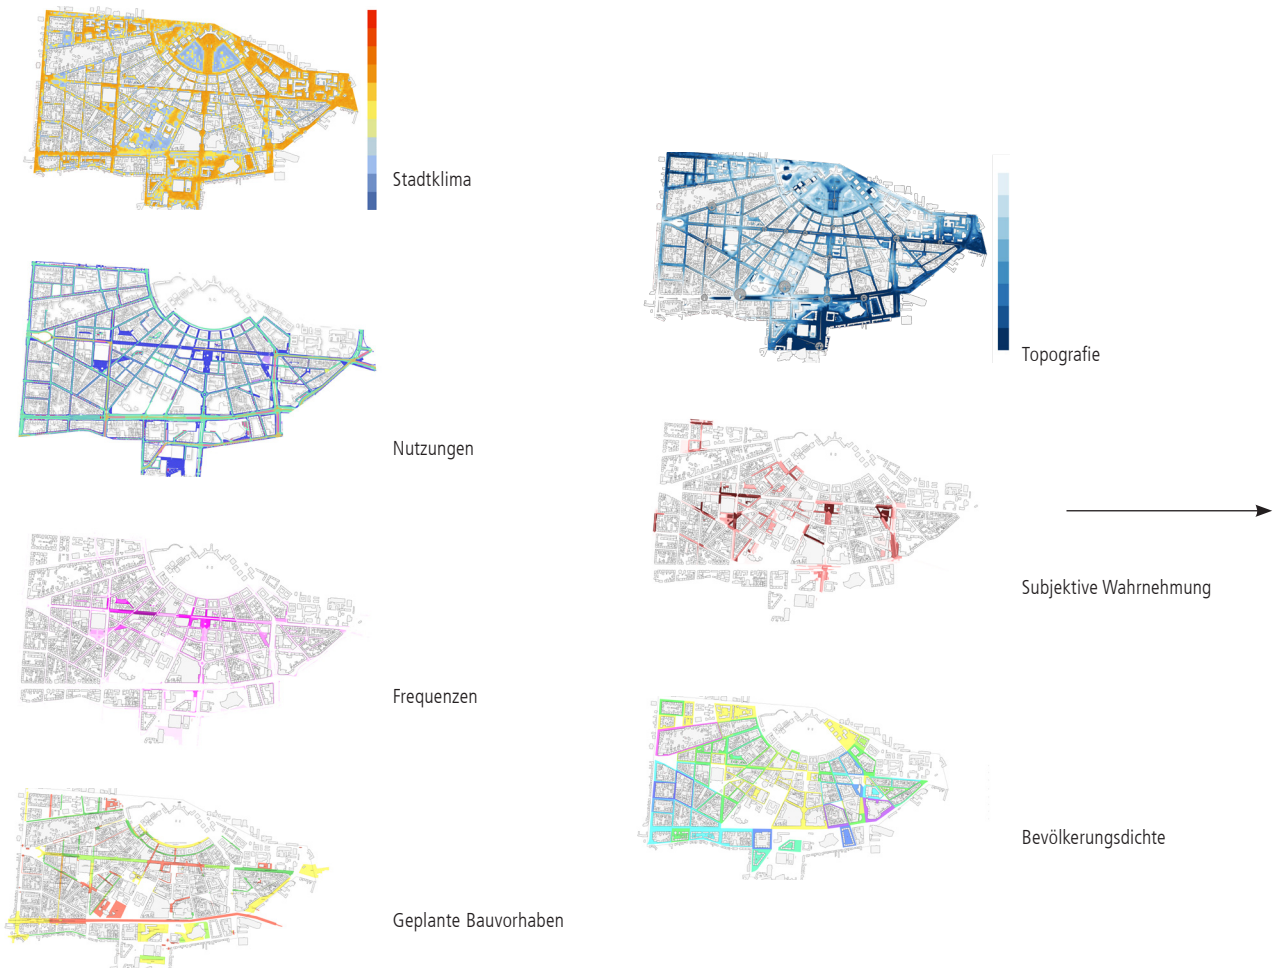 Stadtklima
Nutzungen
Frequenzen
Geplante Bauvorhaben
Topografie
Subjektive Wahrnehmung
Bevölkerungsdichte